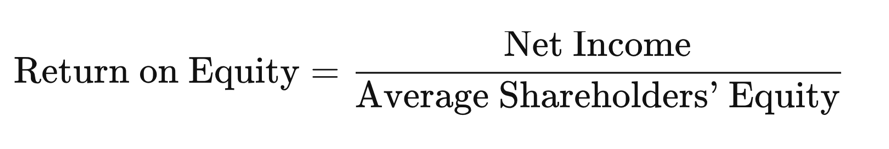 Return on Equity =
Net Income
Average Shareholders’ Equity